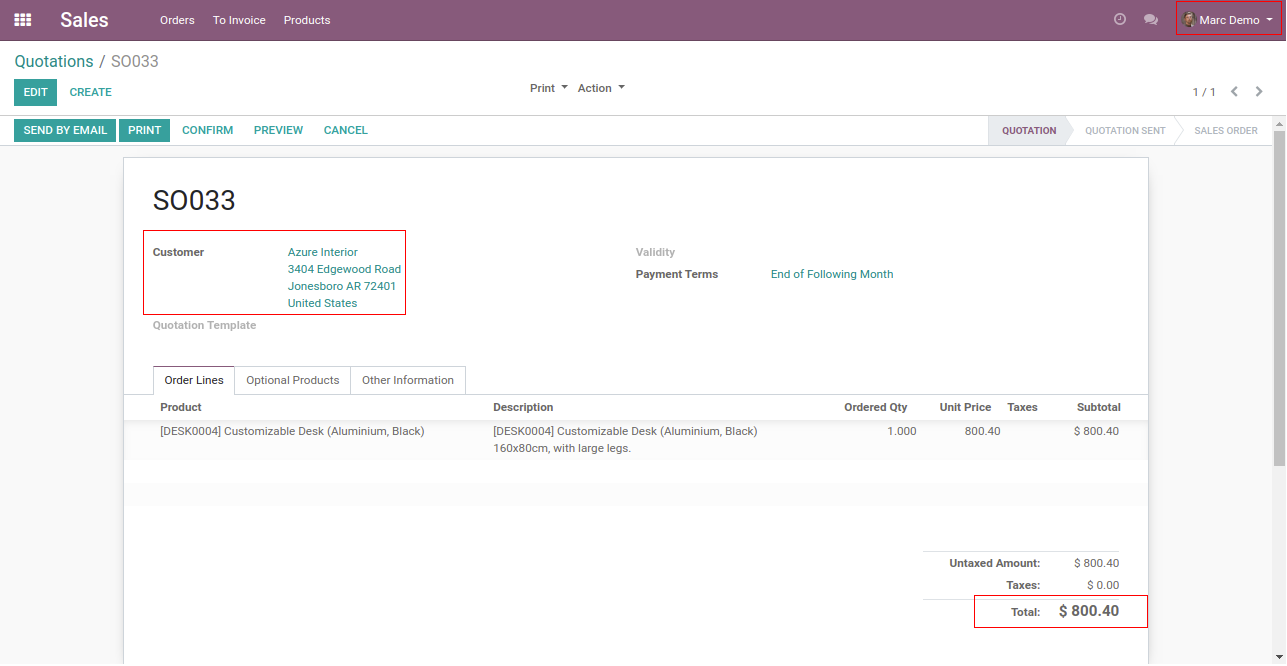 Sales Orders To Invoice Products Marc Demo
Quotations / SO033
EDIT CREATE Print Action 1 / 1
SEND BY EMAIL PRINT CONFIRM PREVIEW CANCEL QUOTATION QUOTATION SENT SALES ORDER
SO033
Customer Azure Interior Validity
3404 Edgewood Road Payment Terms End of Following Month
Jonesboro AR 72401
United States
Quotation Template
Order Lines Optional Products Other Information
Product Description Ordered Qty Unit Price Taxes Subtotal
[DESK0004] Customizable Desk (Aluminium, Black) [DESK0004] Customizable Desk (Aluminium, Black) 1.000 800.40 $ 800.40
160x80cm, with large legs.
Untaxed Amount: $ 800.40
Taxes: $ 0.00
Total: $ 800.40